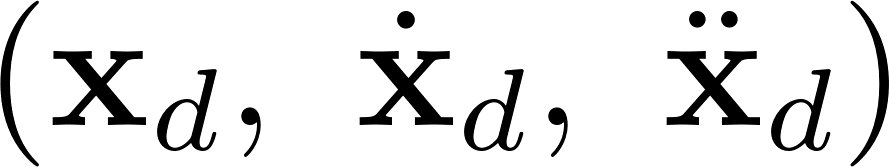 (𝐱_d, 𝐱̇_d, 𝐱̈_d)